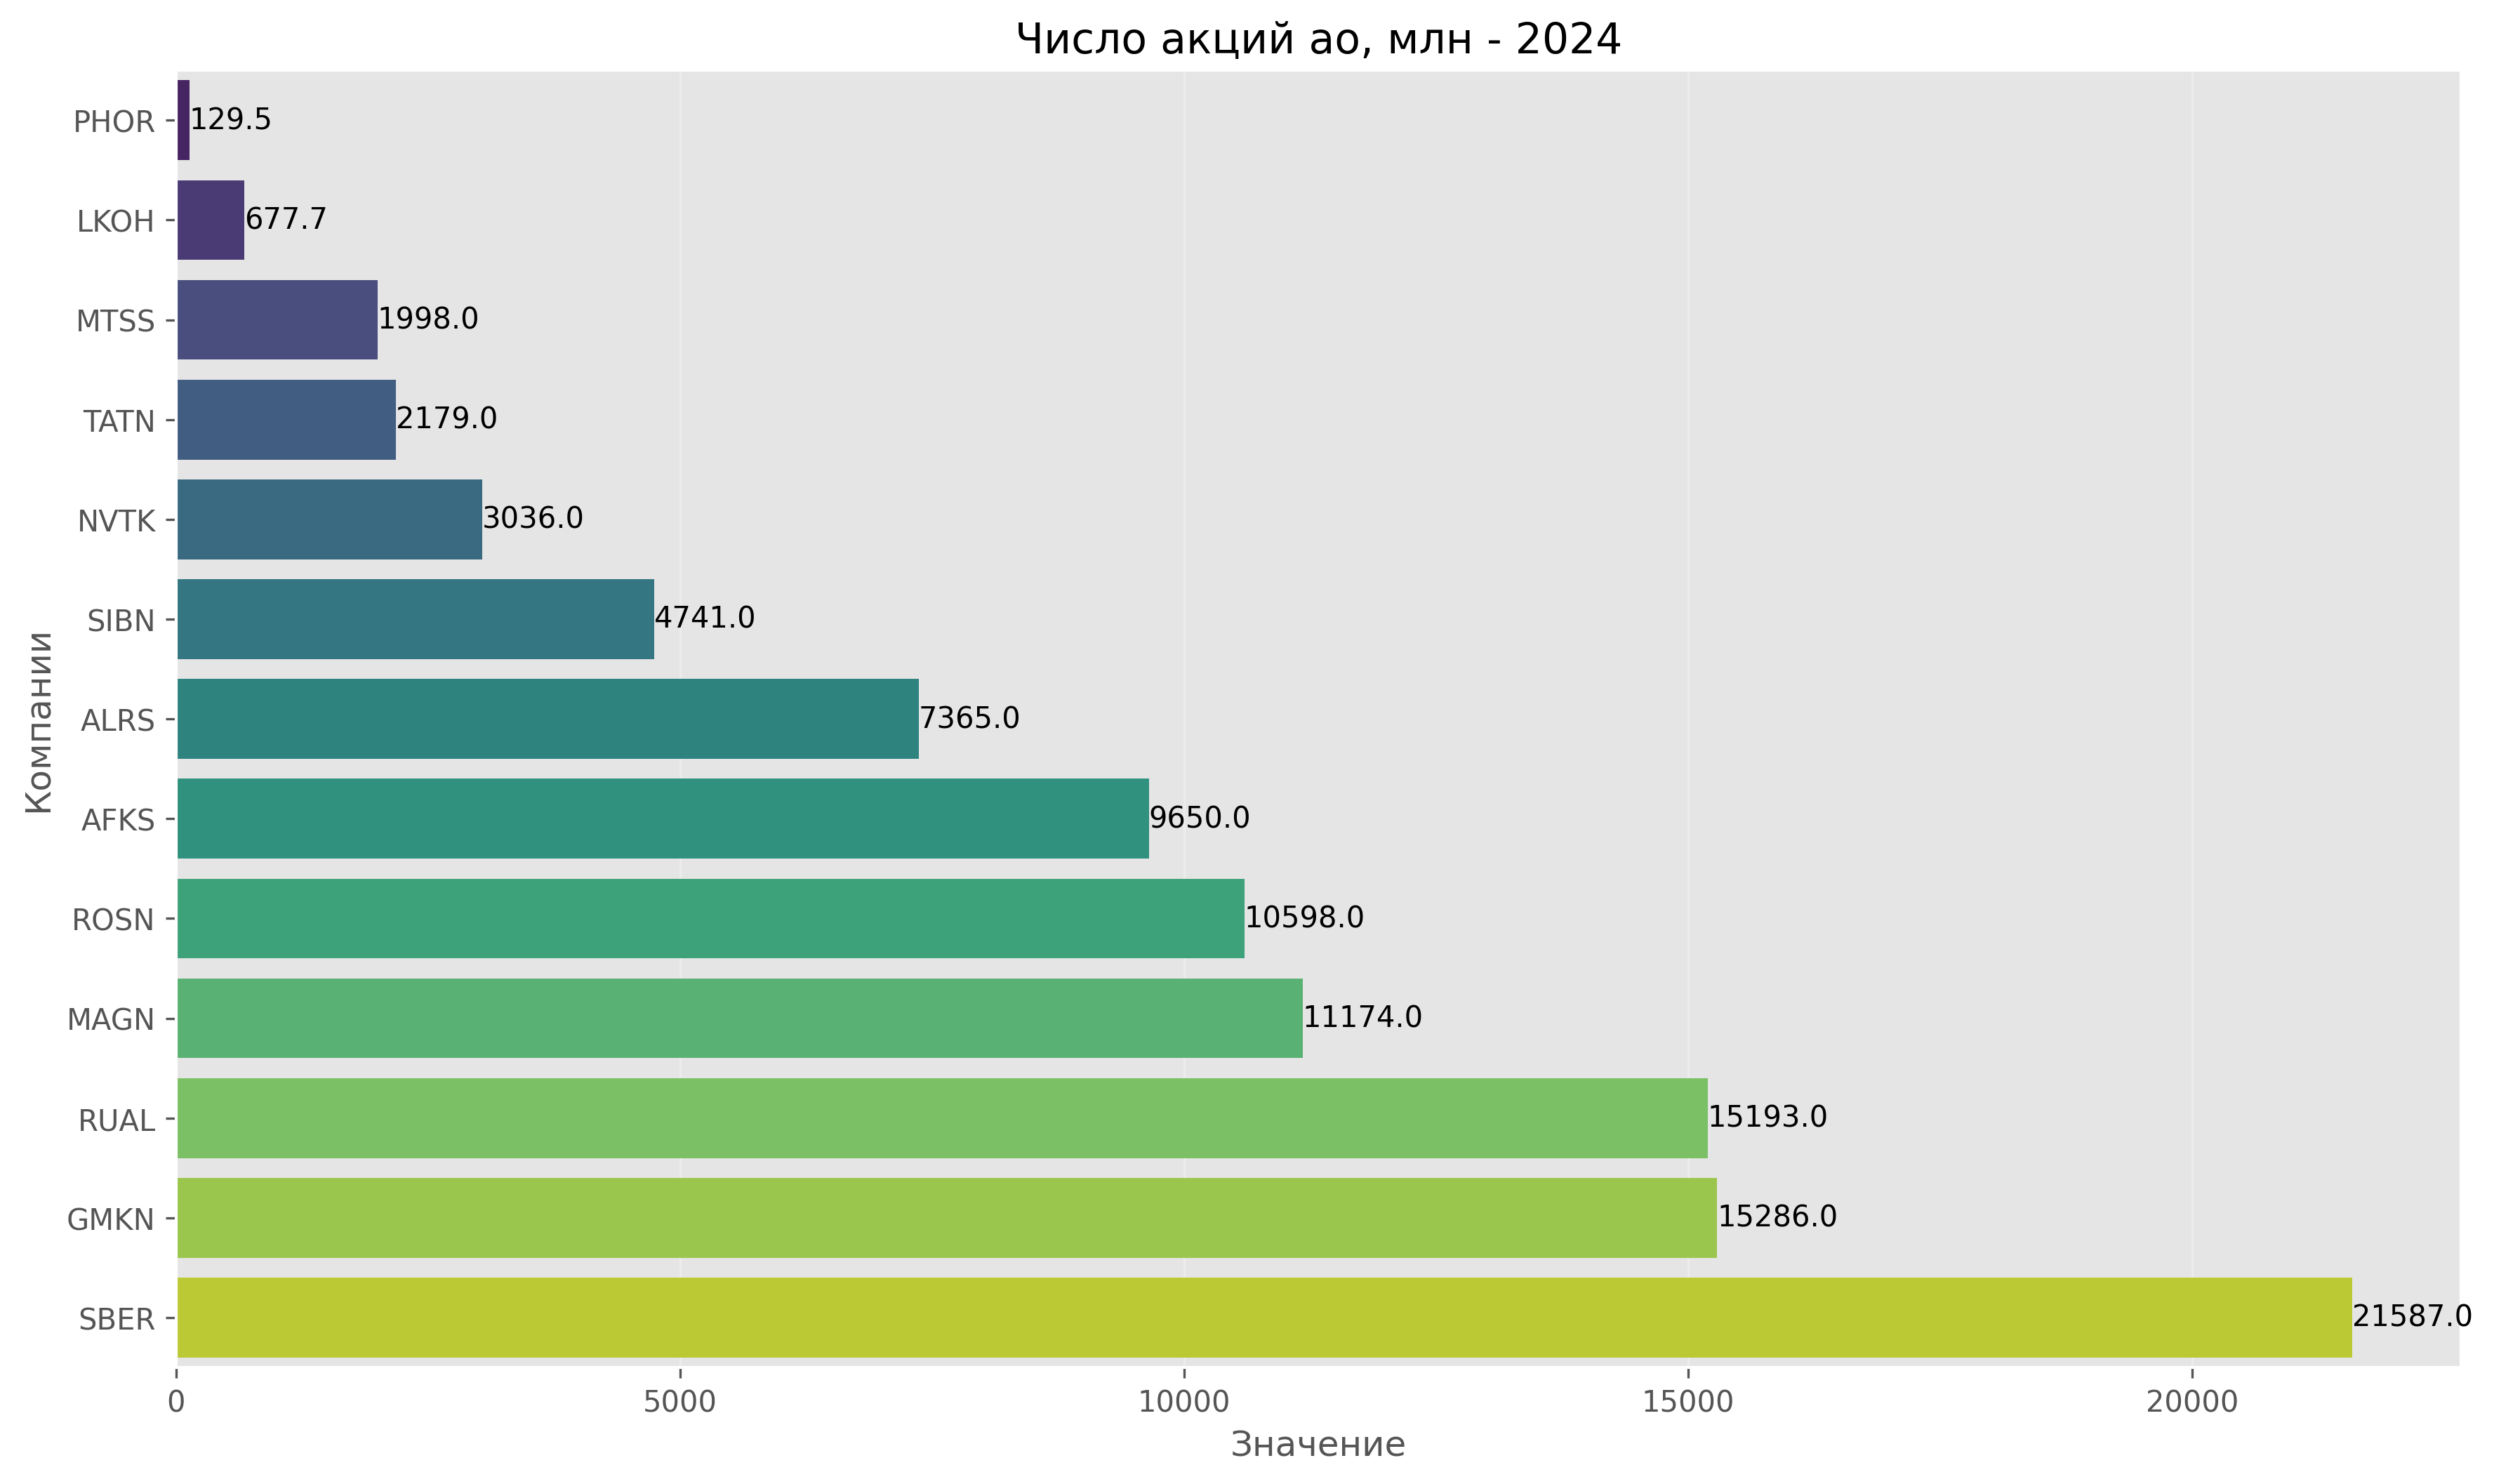 Число акций ао, млн - 2024
Компании
PHOR 129.5
LKOH 677.7
MTSS 1998.0
TATN 2179.0
NVTK 3036.0
SIBN 4741.0
ALRS 7365.0
AFKS 9650.0
ROSN 10598.0
MAGN 11174.0
RUAL 15193.0
GMKN 15286.0
SBER 21587.0
0 5000 10000 15000 20000
Значение